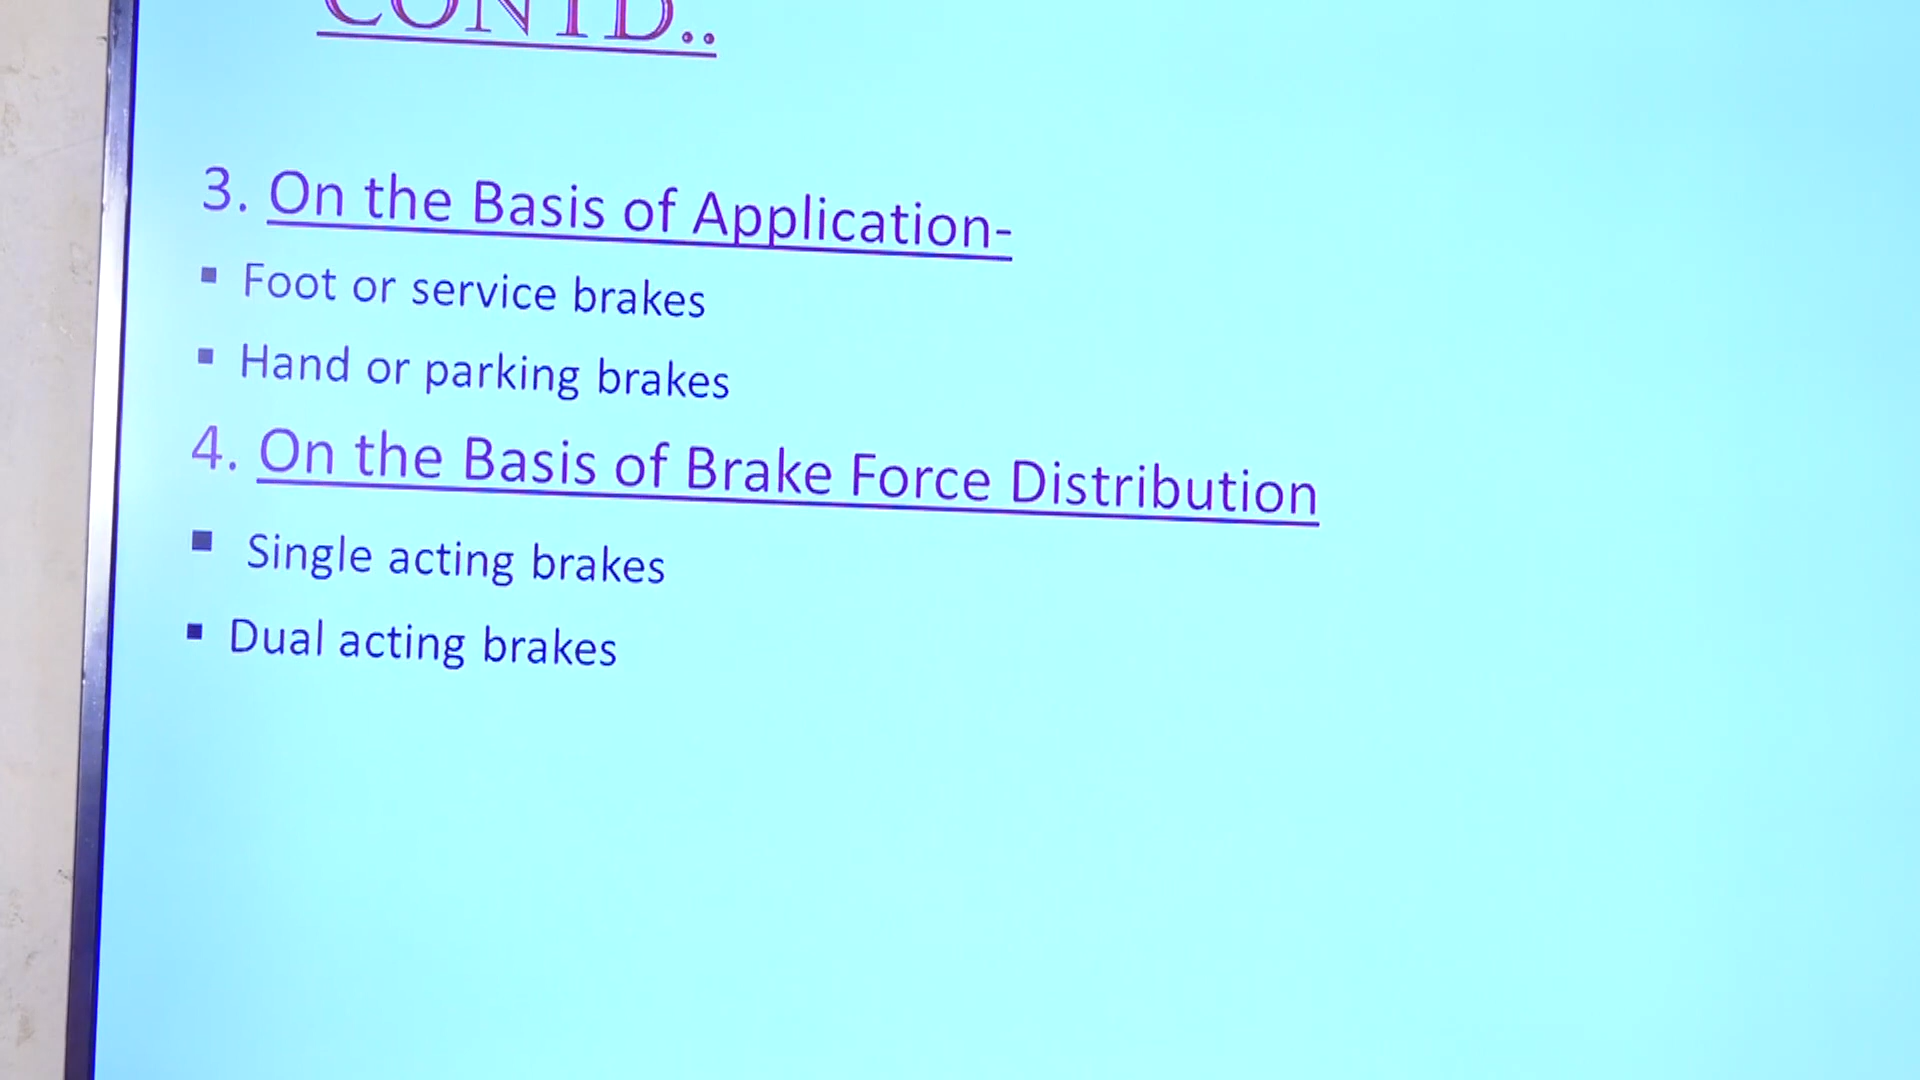 CONTD..
3. On the Basis of Application-
▪ Foot or service brakes
▪ Hand or parking brakes
4. On the Basis of Brake Force Distribution
▪ Single acting brakes
▪ Dual acting brakes